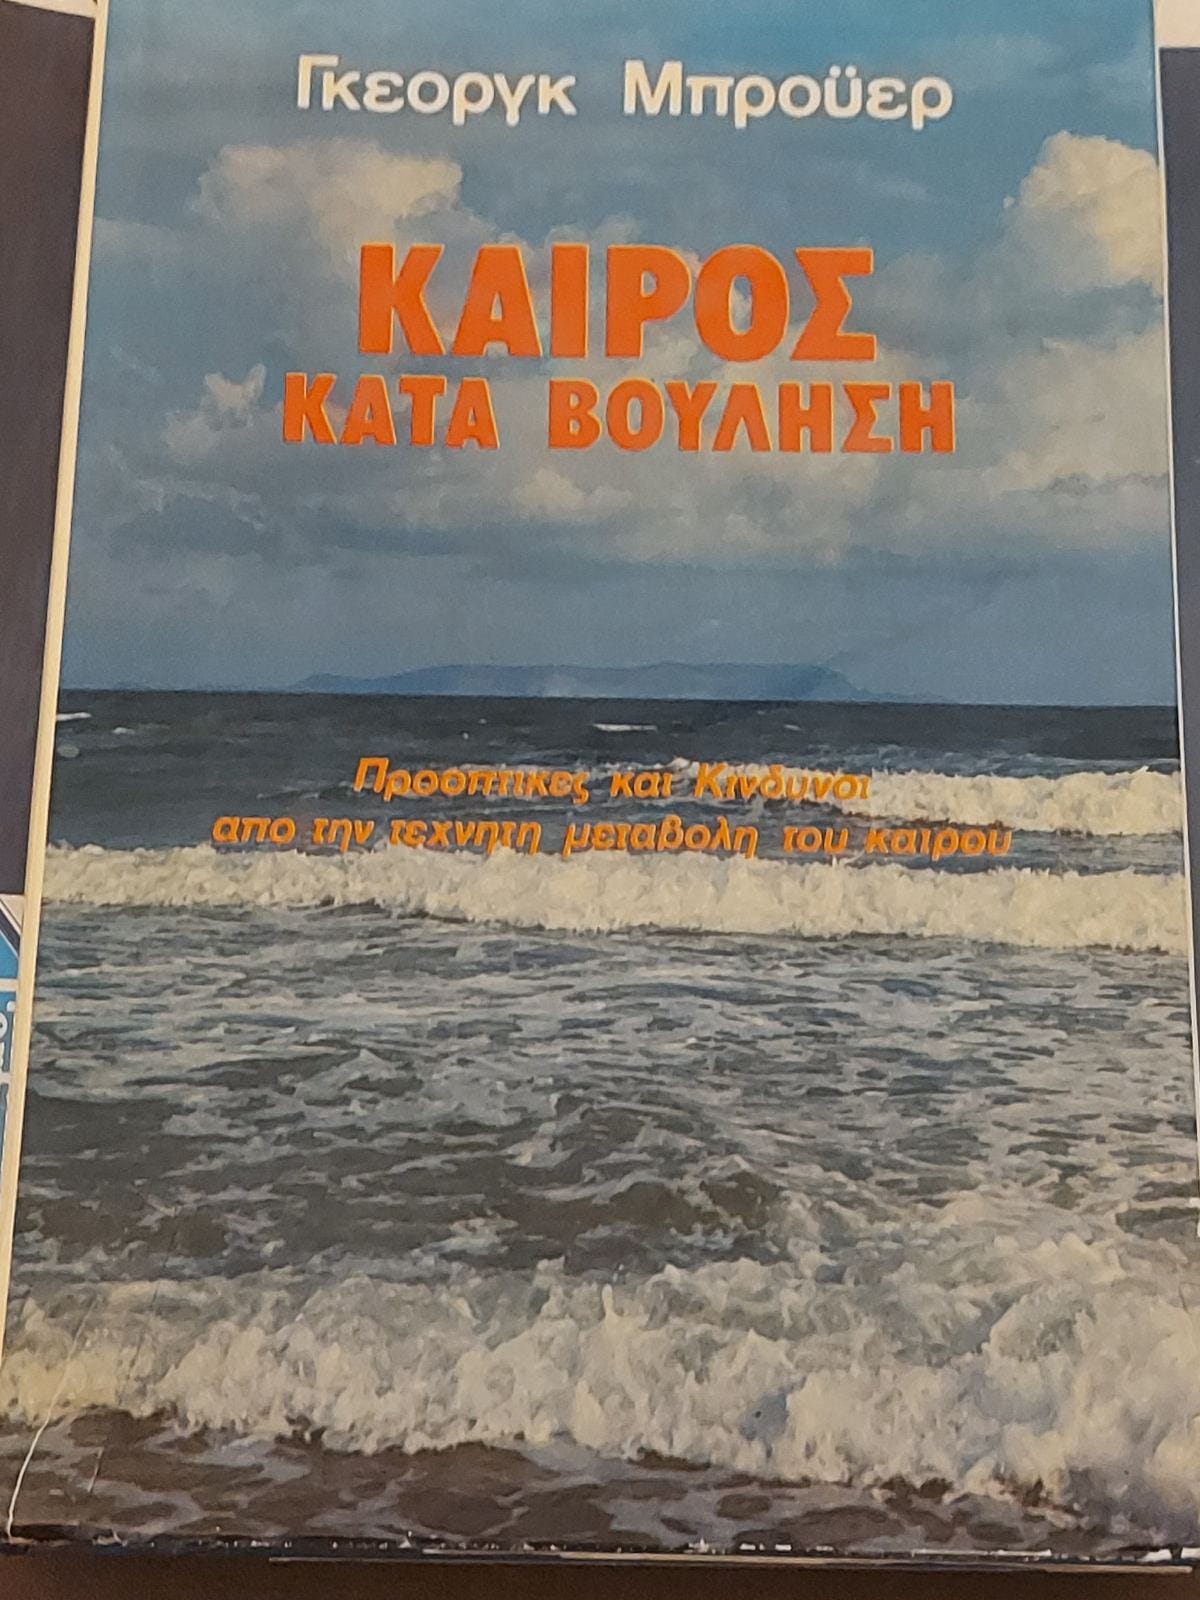 Γκεοργκ Μπροϋερ
ΚΑΙΡΟΣ
ΚΑΤΑ ΒΟΥΛΗΣΗ
Προοπτικες και Κινδυνοι
απο την τεχνητη μεταβολη του καιρου